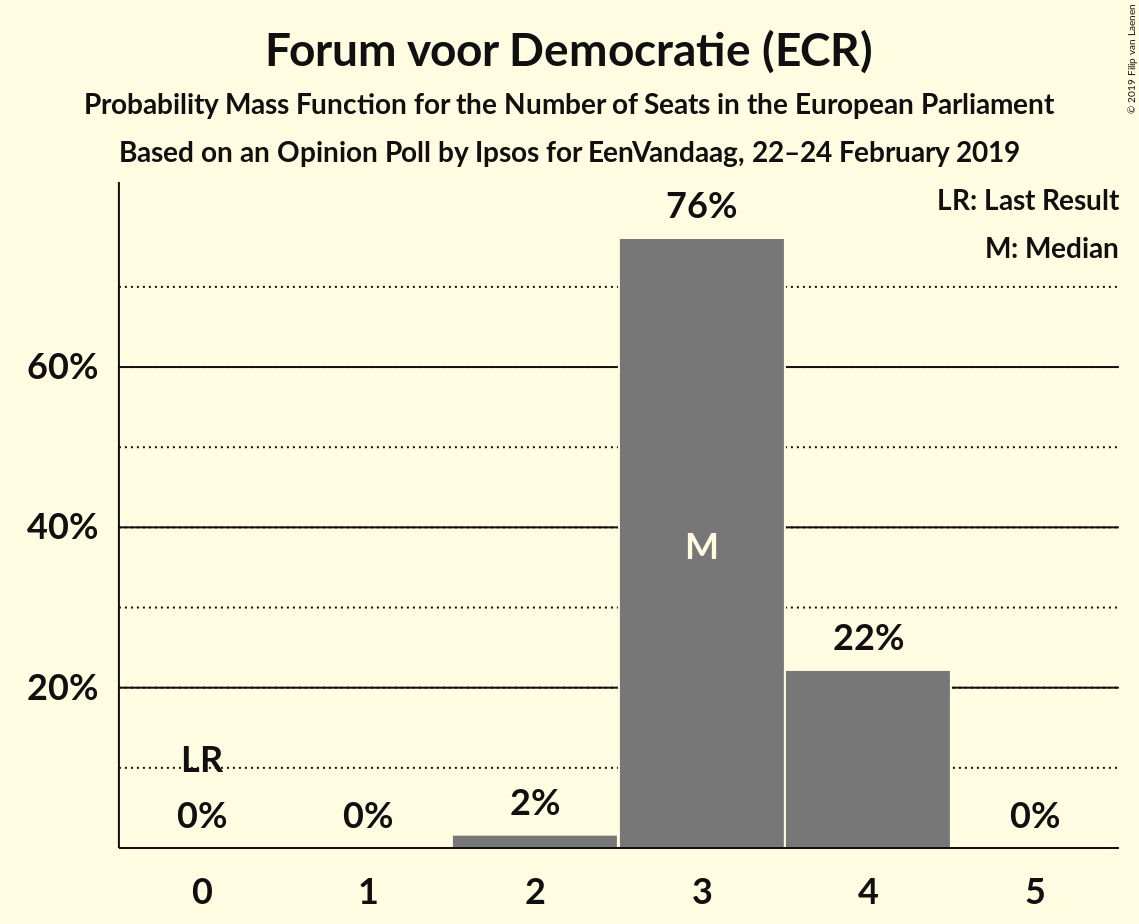 Forum voor Democratie (ECR)
Probability Mass Function for the Number of Seats in the European Parliament
Based on an Opinion Poll by Ipsos for EenVandaag, 22–24 February 2019
© 2019 Filip van Laenen
LR: Last Result
M: Median
76%
60%
40%
M
22%
20%
LR
0%
0%
2%
0%
0
1
2
3
4
5